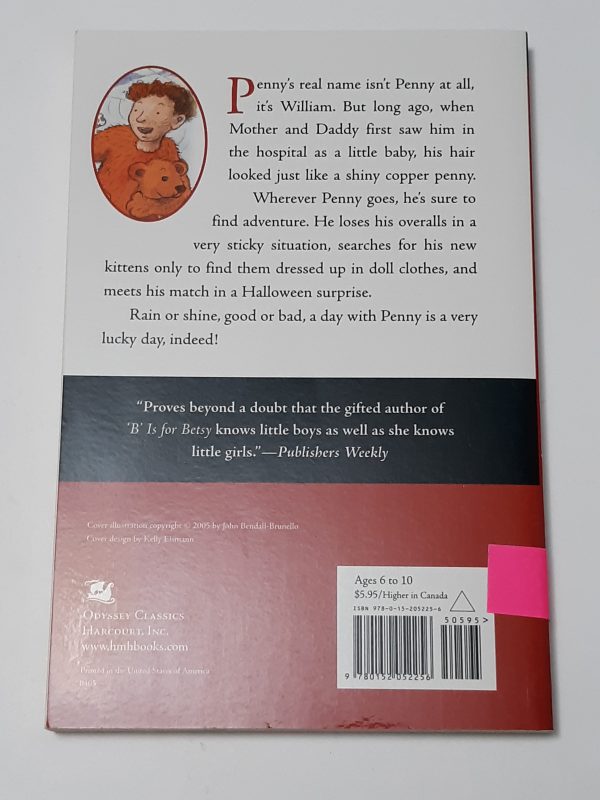 Penny's real name isn't Penny at all,
it's William. But long ago, when
Mother and Daddy first saw him in
the hospital as a little baby, his hair
looked just like a shiny copper penny.
Wherever Penny goes, he's sure to
find adventure. He loses his overalls in a
very sticky situation, searches for his new
kittens only to find them dressed up in doll clothes, and
meets his match in a Halloween surprise.
Rain or shine, good or bad, a day with Penny is a very
lucky day, indeed!
“Proves beyond a doubt that the gifted author of
‘B’ Is for Betsy knows little boys as well as she knows
little girls.”—Publishers Weekly
Cover illustration copyright © 2005 by John Bendall-Brunello
Cover design by Kelly Eismann
Odyssey Classics
Harcourt, Inc.
www.hmhbooks.com
Printed in the United States of America
Ages 6 to 10
$5.95/Higher in Canada
ISBN 978-0-15-205225-6
50595>
9 780152 052256